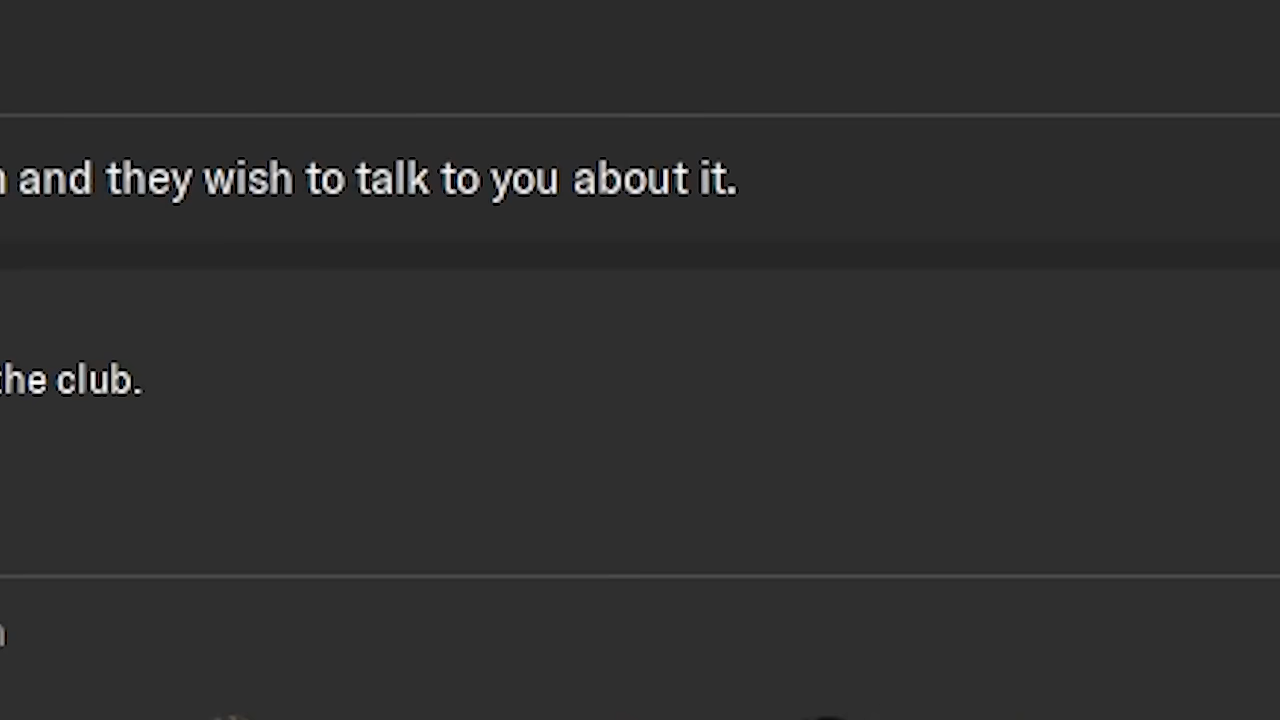 and they wish to talk to you about it.
the club.